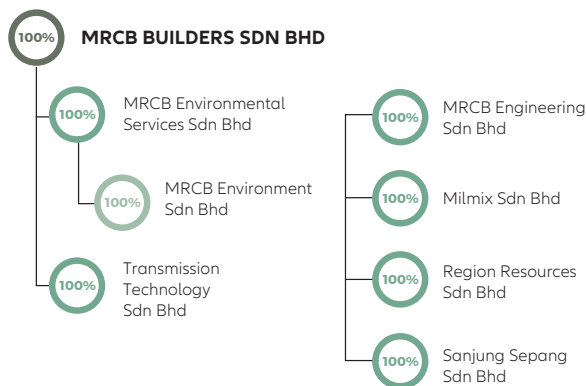 100%
MRCB BUILDERS SDN BHD
100%
MRCB Environmental
Services Sdn Bhd
100%
MRCB Environment
Sdn Bhd
100%
Transmission
Technology
Sdn Bhd
100%
MRCB Engineering
Sdn Bhd
100%
Milmix Sdn Bhd
100%
Region Resources
Sdn Bhd
100%
Sanjung Sepang
Sdn Bhd